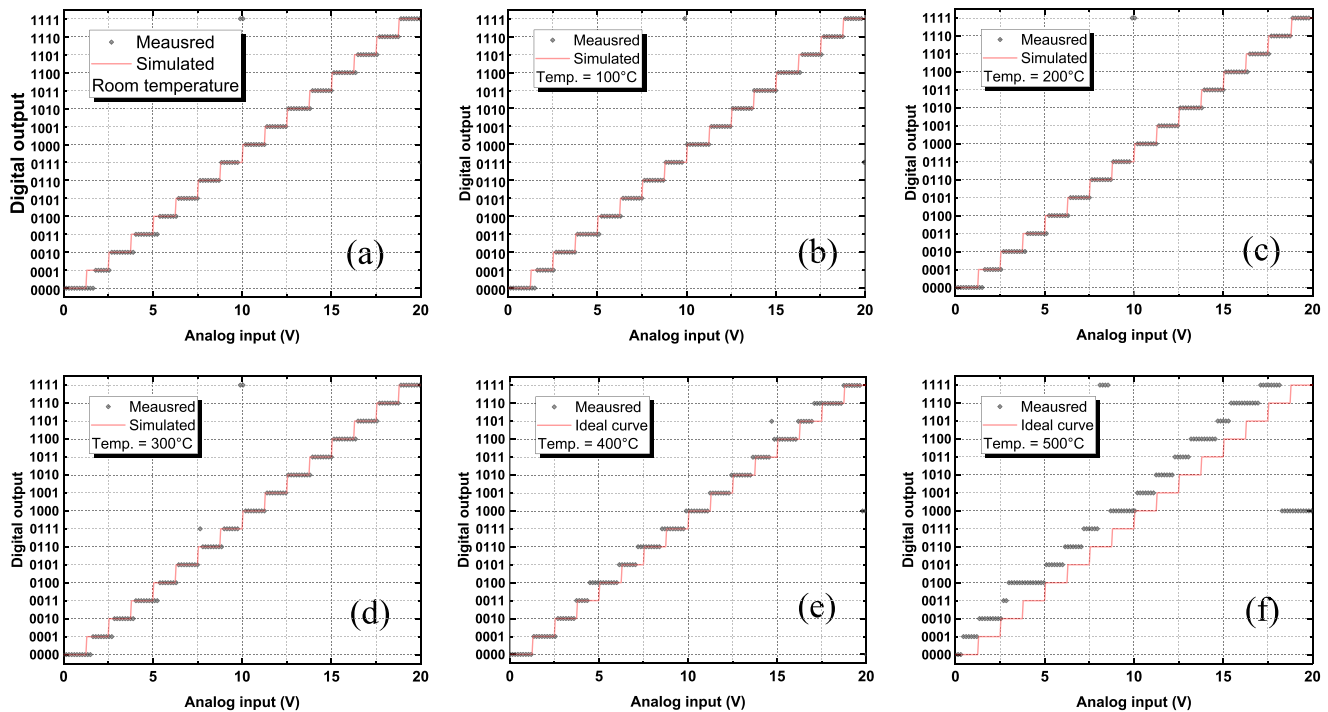 Digital output
1111
1110
1101
1100
1011
1010
1001
1000
0111
0110
0101
0100
0011
0010
0001
0000
Meausred
Simulated
Room temperature
(a)
0 5 10 15 20
Analog input (V)
Digital output
1111
1110
1101
1100
1011
1010
1001
1000
0111
0110
0101
0100
0011
0010
0001
0000
Meausred
Simulated
Temp. = 100°C
(b)
0 5 10 15 20
Analog input (V)
Digital output
1111
1110
1101
1100
1011
1010
1001
1000
0111
0110
0101
0100
0011
0010
0001
0000
Meausred
Simulated
Temp. = 200°C
(c)
0 5 10 15 20
Analog input (V)
Digital output
1111
1110
1101
1100
1011
1010
1001
1000
0111
0110
0101
0100
0011
0010
0001
0000
Meausred
Simulated
Temp. = 300°C
(d)
0 5 10 15 20
Analog input (V)
Digital output
1111
1110
1101
1100
1011
1010
1001
1000
0111
0110
0101
0100
0011
0010
0001
0000
Meausred
Ideal curve
Temp. = 400°C
(e)
0 5 10 15 20
Analog input (V)
Digital output
1111
1110
1101
1100
1011
1010
1001
1000
0111
0110
0101
0100
0011
0010
0001
0000
Meausred
Ideal curve
Temp. = 500°C
(f)
0 5 10 15 20
Analog input (V)